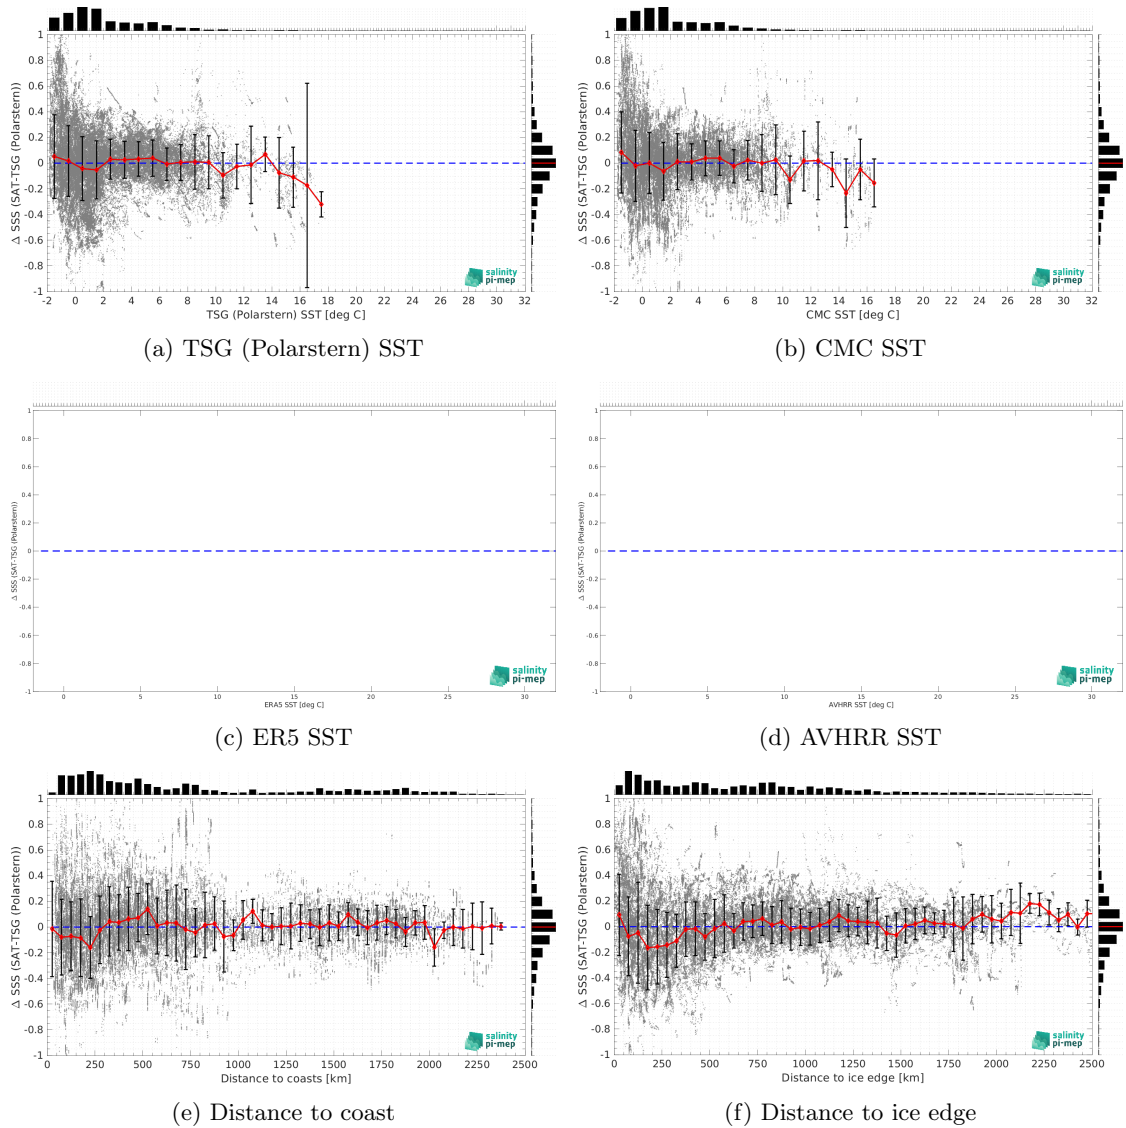 1
0.8
0.6
0.4
0.2
0
-0.2
-0.4
-0.6
-0.8
-1
Δ SSS (SAT-TSG (Polarstern))
-2 0 2 4 6 8 10 12 14 16 18 20 22 24 26 28 30 32
TSG (Polarstern) SST [deg C]
salinity
pi-mep
(a) TSG (Polarstern) SST
1
0.8
0.6
0.4
0.2
0
-0.2
-0.4
-0.6
-0.8
-1
Δ SSS (SAT-TSG (Polarstern))
-2 0 2 4 6 8 10 12 14 16 18 20 22 24 26 28 30 32
CMC SST [deg C]
salinity
pi-mep
(b) CMC SST
1
0.8
0.6
0.4
0.2
0
-0.2
-0.4
-0.6
-0.8
-1
Δ SSS (SAT-TSG (Polarstern))
0 5 10 15 20 25 30
ERA5 SST [deg C]
salinity
pi-mep
(c) ER5 SST
1
0.8
0.6
0.4
0.2
0
-0.2
-0.4
-0.6
-0.8
-1
Δ SSS (SAT-TSG (Polarstern))
0 5 10 15 20 25 30
AVHRR SST [deg C]
salinity
pi-mep
(d) AVHRR SST
1
0.8
0.6
0.4
0.2
0
-0.2
-0.4
-0.6
-0.8
-1
Δ SSS (SAT-TSG (Polarstern))
0 250 500 750 1000 1250 1500 1750 2000 2250 2500
Distance to coasts [km]
salinity
pi-mep
(e) Distance to coast
1
0.8
0.6
0.4
0.2
0
-0.2
-0.4
-0.6
-0.8
-1
Δ SSS (SAT-TSG (Polarstern))
0 250 500 750 1000 1250 1500 1750 2000 2250 2500
Distance to ice edge [km]
salinity
pi-mep
(f) Distance to ice edge